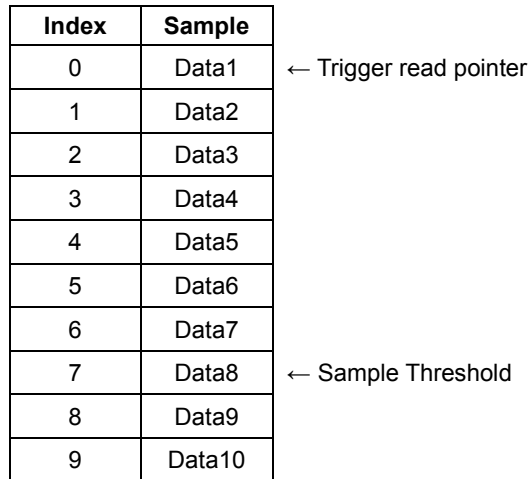 Index Sample
0 Data1 ← Trigger read pointer
1 Data2
2 Data3
3 Data4
4 Data5
5 Data6
6 Data7
7 Data8 ← Sample Threshold
8 Data9
9 Data10